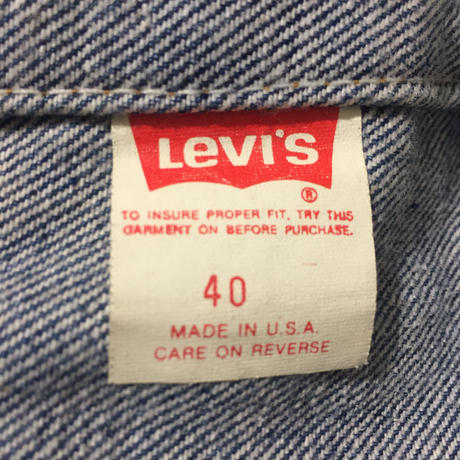 Levi's
®
TO INSURE PROPER FIT, TRY THIS
GARMENT ON BEFORE PURCHASE.
40
MADE IN U.S.A.
CARE ON REVERSE